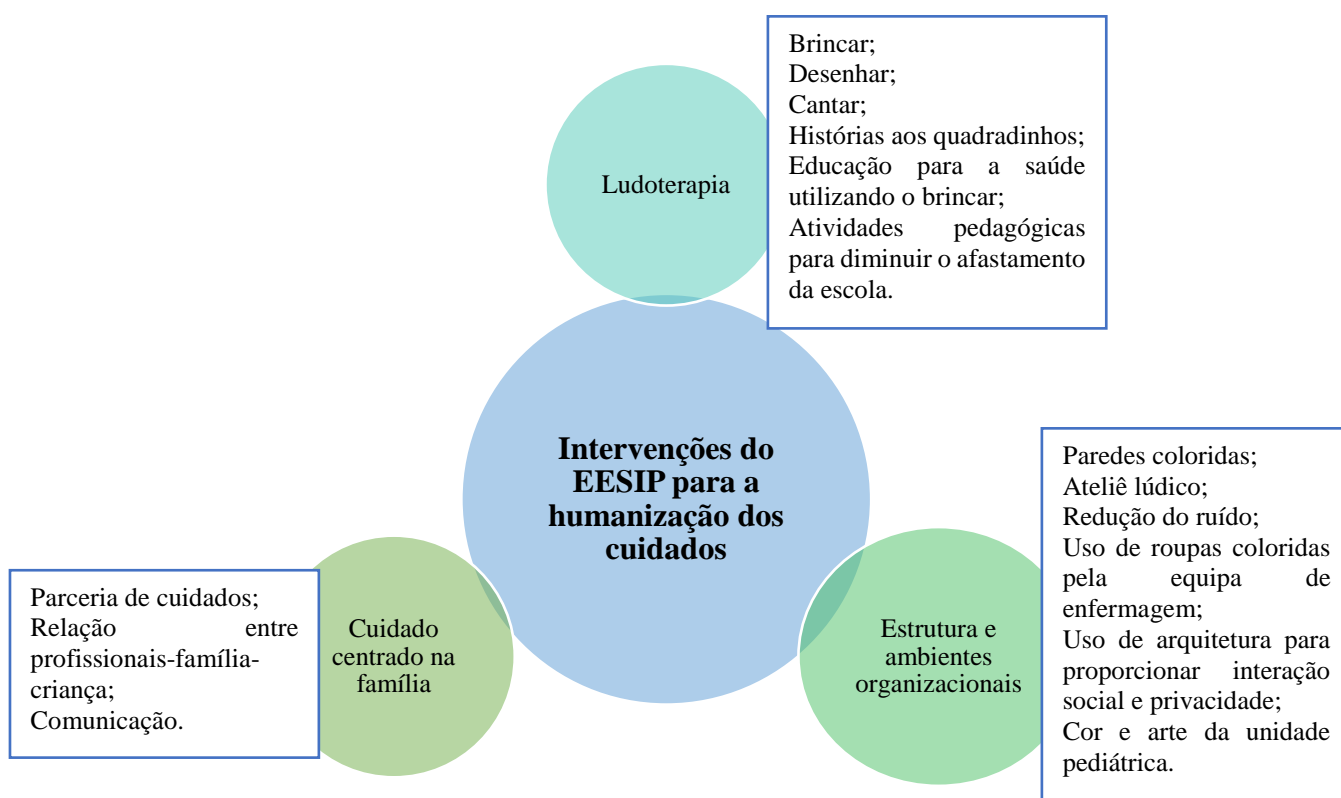 Brincar;
Desenhar;
Cantar;
Histórias aos quadradinhos;
Educação para a saúde
utilizando o brincar;
Atividades pedagógicas
para diminuir o afastamento
da escola.
Ludoterapia
Intervenções do
EESIP para a
humanização dos
cuidados
Paredes coloridas;
Ateliê lúdico;
Redução do ruído;
Uso de roupas coloridas
pela equipa de
enfermagem;
Uso de arquitetura para
proporcionar interação
social e privacidade;
Cor e arte da unidade
pediátrica.
Estrutura e
ambientes
organizacionais
Parceria de cuidados;
Relação entre
profissionais-família-
criança;
Comunicação.
Cuidado
centrado na
família